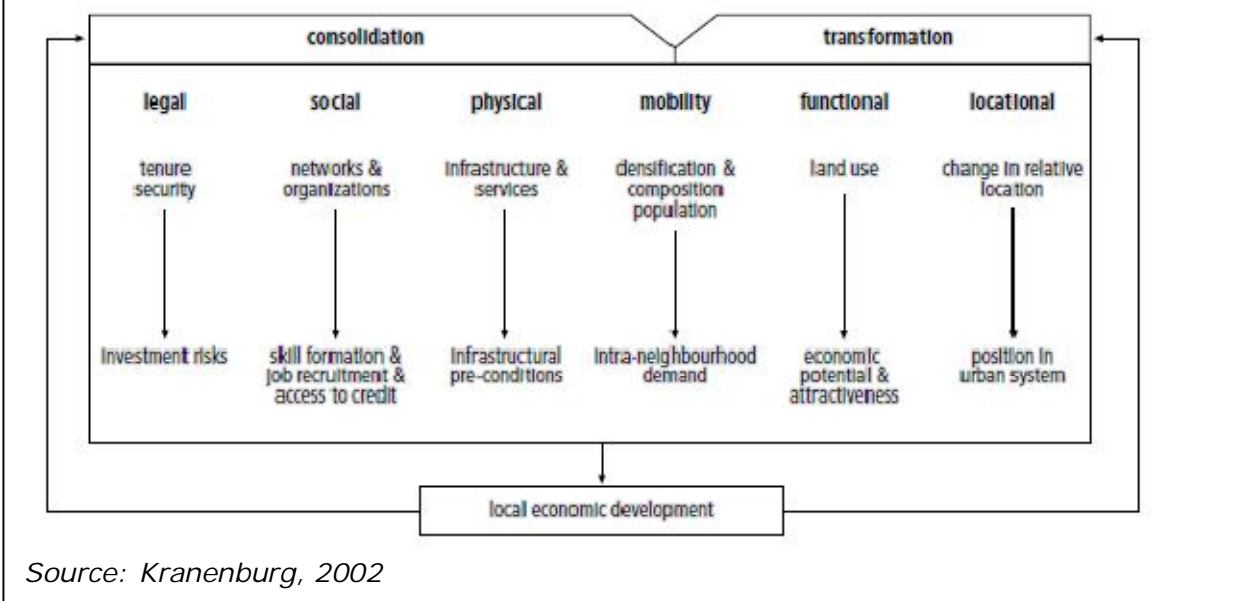 consolidation
transformation
legal
social
physical
mobility
functional
locational
tenure
security
networks &
organizations
infrastructure &
services
densification &
composition
population
land use
change in relative
location
investment risks
skill formation &
job recruitment &
access to credit
infrastructural
pre-conditions
intra-neighbourhood
demand
economic
potential &
attractiveness
position in
urban system
local economic development
Source: Kranenburg, 2002